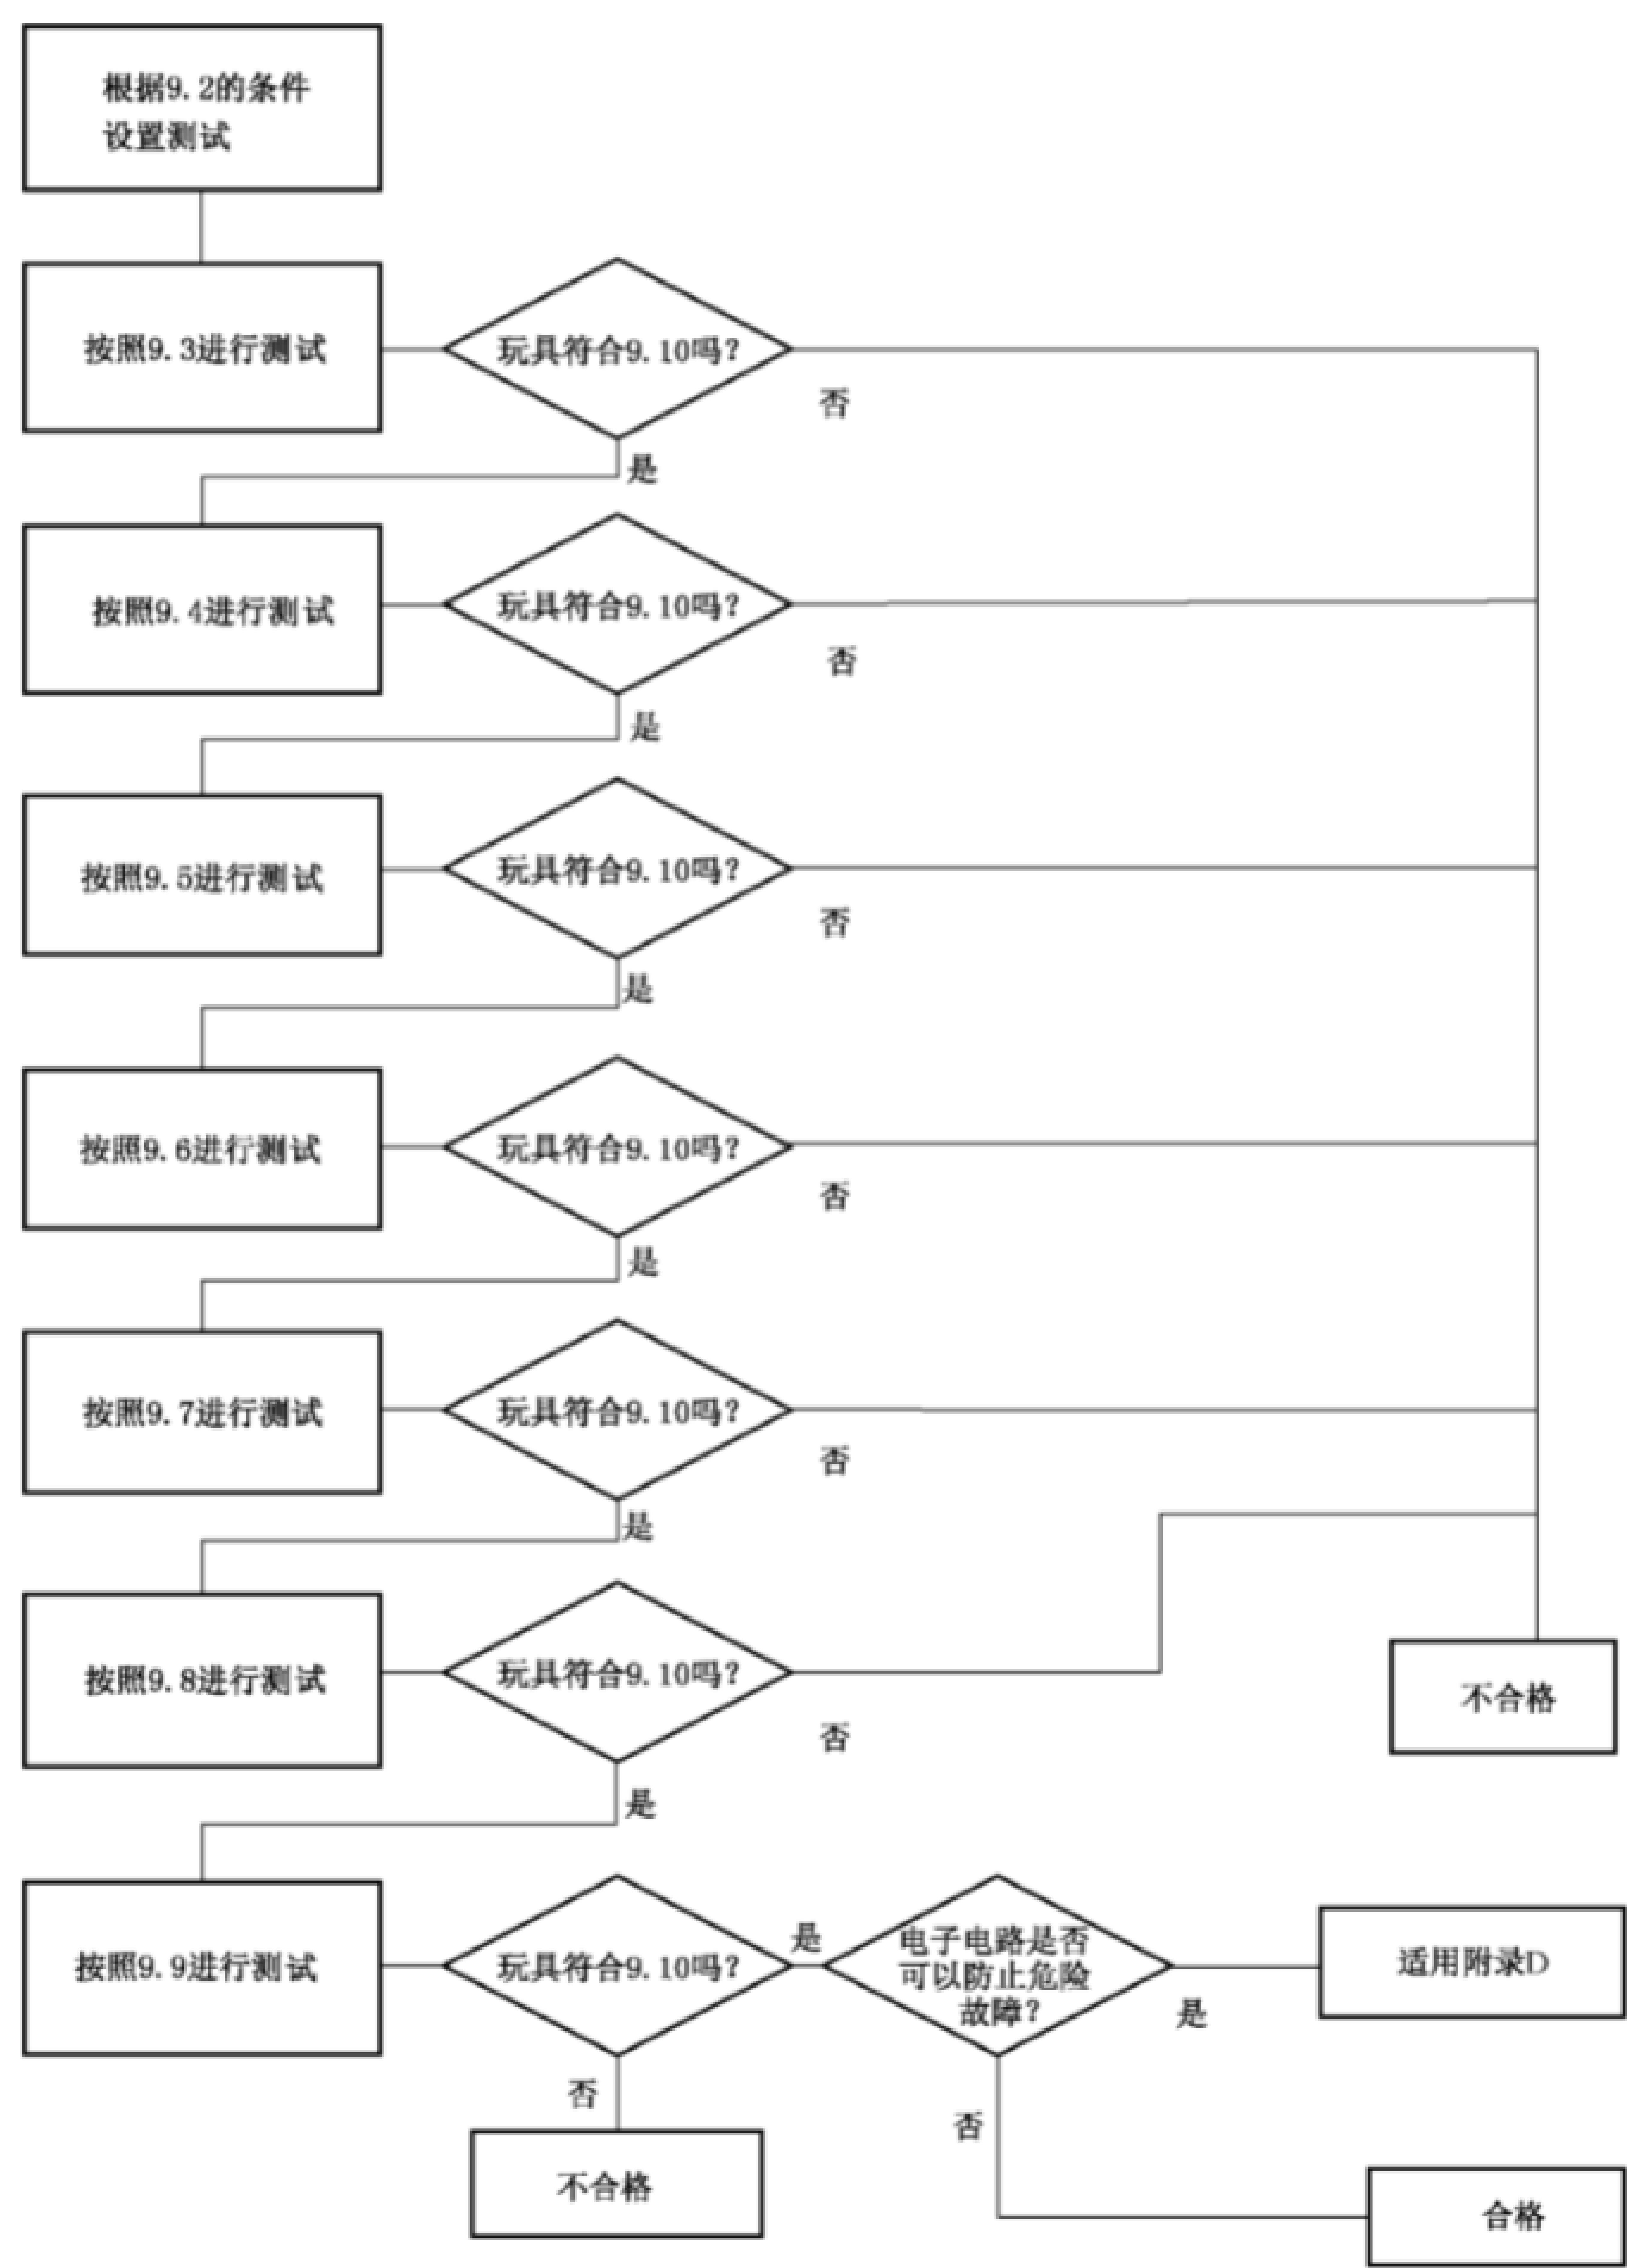 根据9.2的条件
设置测试
按照9.3进行测试
玩具符合9.10吗?
否
是
按照9.4进行测试
玩具符合9.10吗?
否
是
按照9.5进行测试
玩具符合9.10吗?
否
是
按照9.6进行测试
玩具符合9.10吗?
否
是
按照9.7进行测试
玩具符合9.10吗?
否
是
按照9.8进行测试
玩具符合9.10吗?
否
不合格
是
按照9.9进行测试
玩具符合9.10吗?
是
电子电路是否
可以防止危险
故障?
是
适用附录D
否
不合格
否
合格